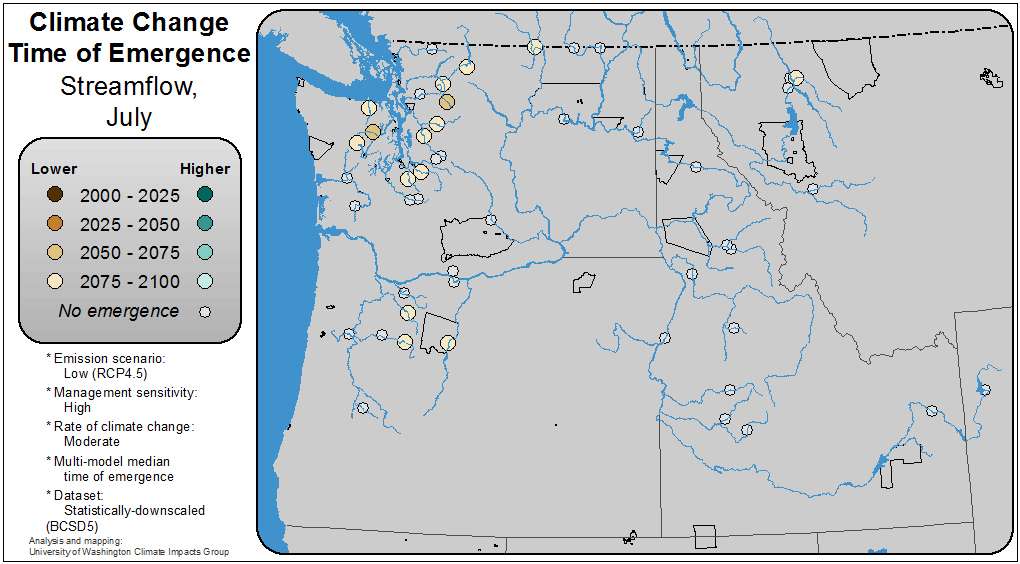 Climate Change
Time of Emergence
Streamflow,
July
Lower Higher
2000 - 2025
2025 - 2050
2050 - 2075
2075 - 2100
No emergence
* Emission scenario:
Low (RCP4.5)
* Management sensitivity:
High
* Rate of climate change:
Moderate
* Multi-model median
time of emergence
* Dataset:
Statistically-downscaled
(BCSD5)
Analysis and mapping:
University of Washington Climate Impacts Group